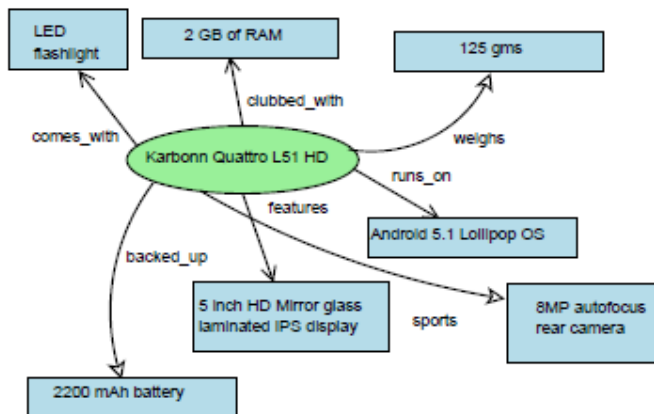 LED
flashlight
2 GB of RAM
125 gms
clubbed_with
comes_with
weighs
Karbonn Quattro L51 HD
runs_on
features
Android 5.1 Lollipop OS
backed_up
5 inch HD Mirror glass
laminated IPS display
sports
8MP autofocus
rear camera
2200 mAh battery